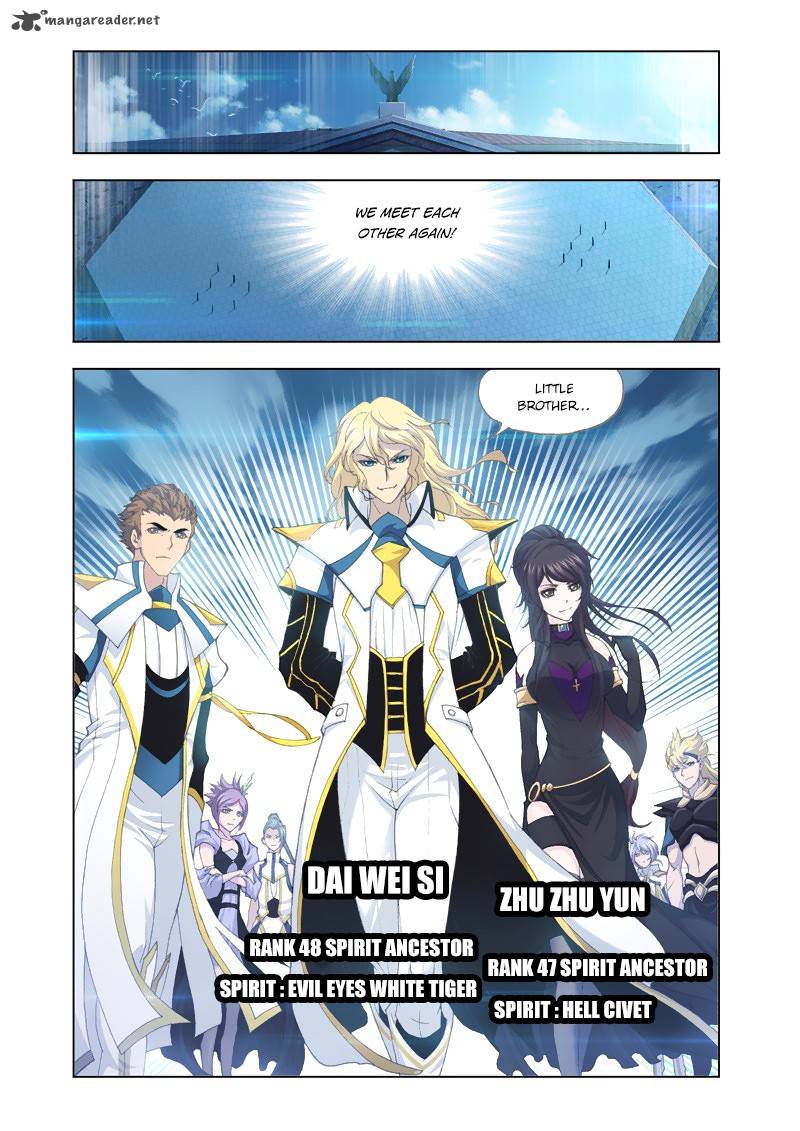 mangareader.net
WE MEET EACH
OTHER AGAIN!
LITTLE
BROTHER...
DAI WEI SI
RANK 48 SPIRIT ANCESTOR
SPIRIT : EVIL EYES WHITE TIGER
ZHU ZHU YUN
RANK 47 SPIRIT ANCESTOR
SPIRIT : HELL CIVET